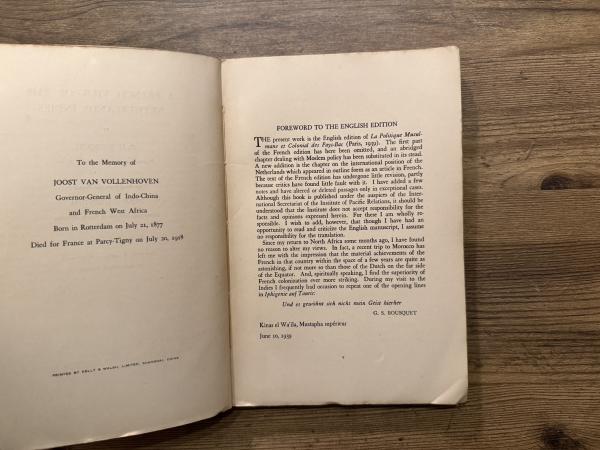 To the Memory of
JOOST VAN VOLLENHOVEN
Governor-General of Indo-China
and French West Africa
Born in Rotterdam on July 21, 1877
Died for France at Parcy-Tigny on July 20, 1918
PRINTED BY KELLY & WALSH, LIMITED, SHANGHAI, CHINA
FOREWORD TO THE ENGLISH EDITION
THE present work is the English edition of La Politique Musul-
mane et Coloniale des Pays-Bas (Paris, 1939). The first part
of the French edition has here been omitted, and an abridged
chapter dealing with Moslem policy has been substituted in its stead.
A new addition is the chapter on the international position of the
Netherlands which appeared in outline form as an article in French.
The text of the French edition has undergone little revision, partly
because critics have found little fault with it. I have added a few
notes and have altered or deleted passages only in exceptional cases.
Although this book is published under the auspices of the Inter-
national Secretariat of the Institute of Pacific Relations, it should be
understood that the Institute does not accept responsibility for the
facts and opinions expressed herein. For these I am wholly re-
sponsible. I wish to add, however, that though I have had an
opportunity to read and criticize the English manuscript, I assume
no responsibility for the translation.
Since my return to North Africa some months ago, I have found
no reason to alter my views. In fact, a recent trip to Morocco has
left me with the impression that the material achievements of the
French in that country within the space of a few years are quite as
astonishing, if not more so than those of the Dutch on the far side
of the Equator. And, spiritually speaking, I find the superiority of
French colonization ever more striking. During my visit to the
Indies I frequently had occasion to repeat one of the opening lines
in Iphigenie auf Tauris:
Und es gewöhnt sich nicht mein Geist hierher
G. S. BOUSQUET
Kinas el Wa'ila, Mustapha supérieur
June 10, 1939
v